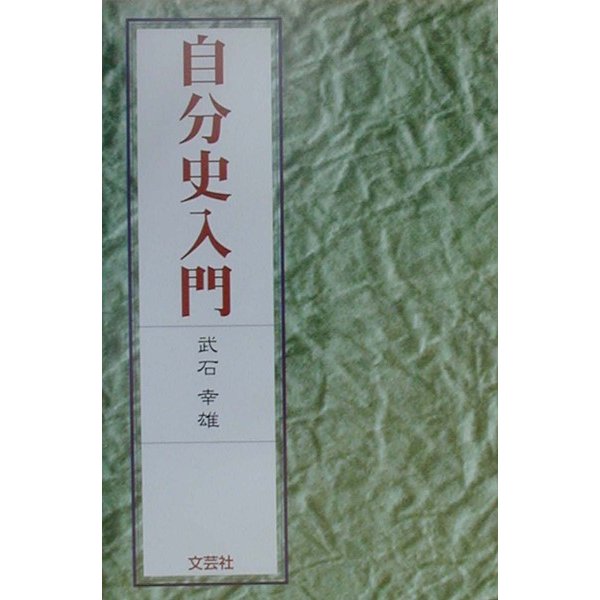 自分史入門
武石 幸雄
文芸社